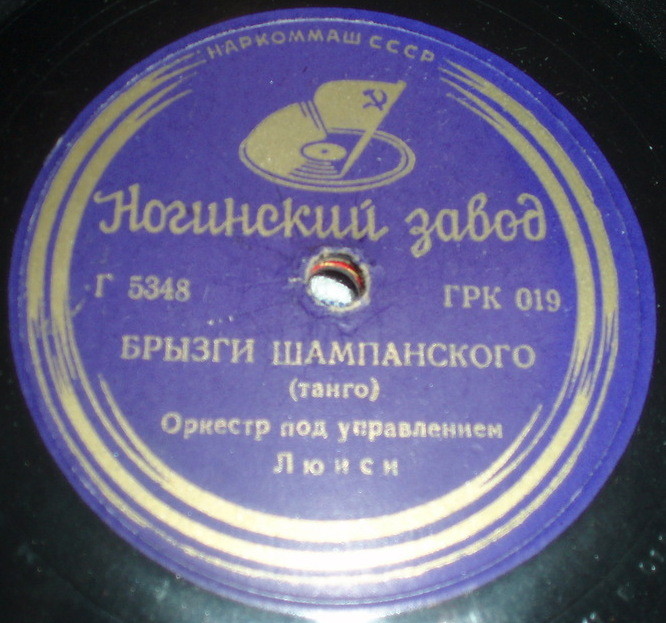 НАРКОММАШ СССР
Ногинский завод
Г 5348
ГРК 019
БРЫЗГИ ШАМПАНСКОГО
(танго)
Оркестр под управлением
Люиси